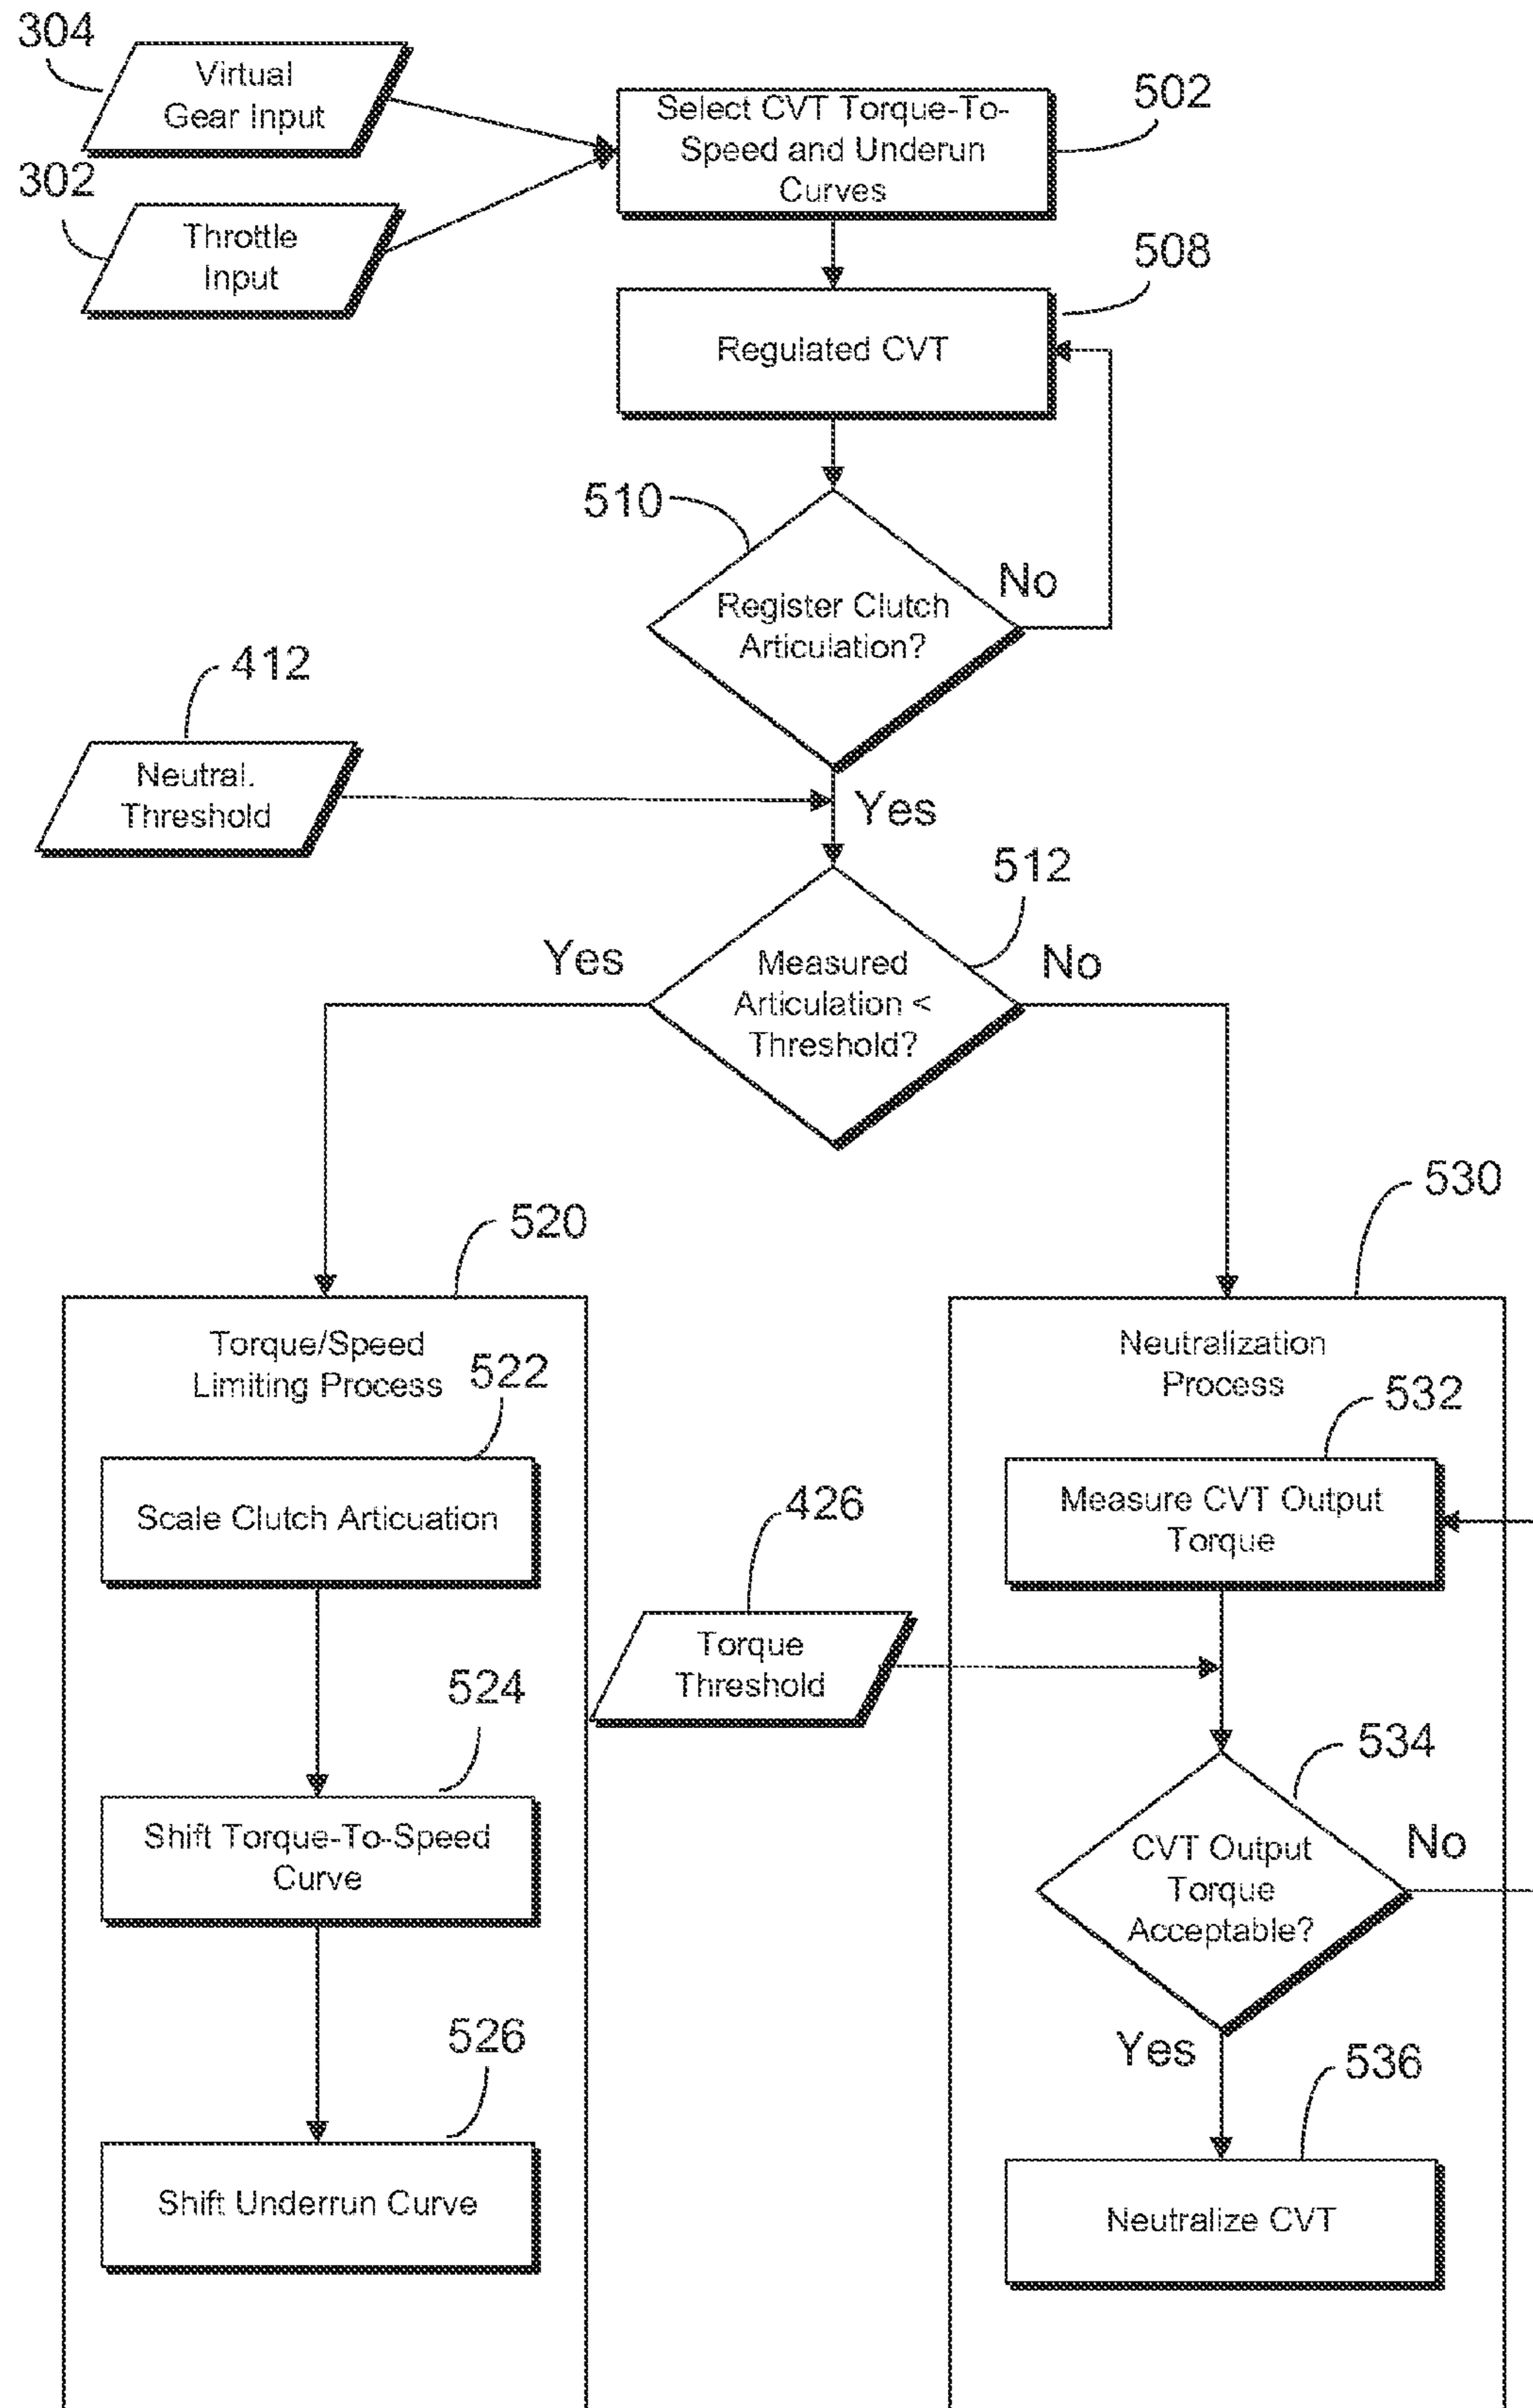 304
Virtual
Gear Input
Select CVT Torque-To-
Speed and Underun
Curves
502
302
Throttle
Input
508
Regulated CVT
510
No
Register Clutch
Articulation?
412
Neutral.
Threshold
Yes
512
Yes
Measured
Articulation <
Threshold?
No
530
520
Torque/Speed
Limiting Process
522
Scale Clutch Articuation
524
Shift Torque-To-Speed
Curve
526
Shift Underrun Curve
Neutralization
Process
532
Measure CVT Output
Torque
426
Torque
Threshold
534
CVT Output
Torque
Acceptable?
No
Yes
536
Neutralize CVT